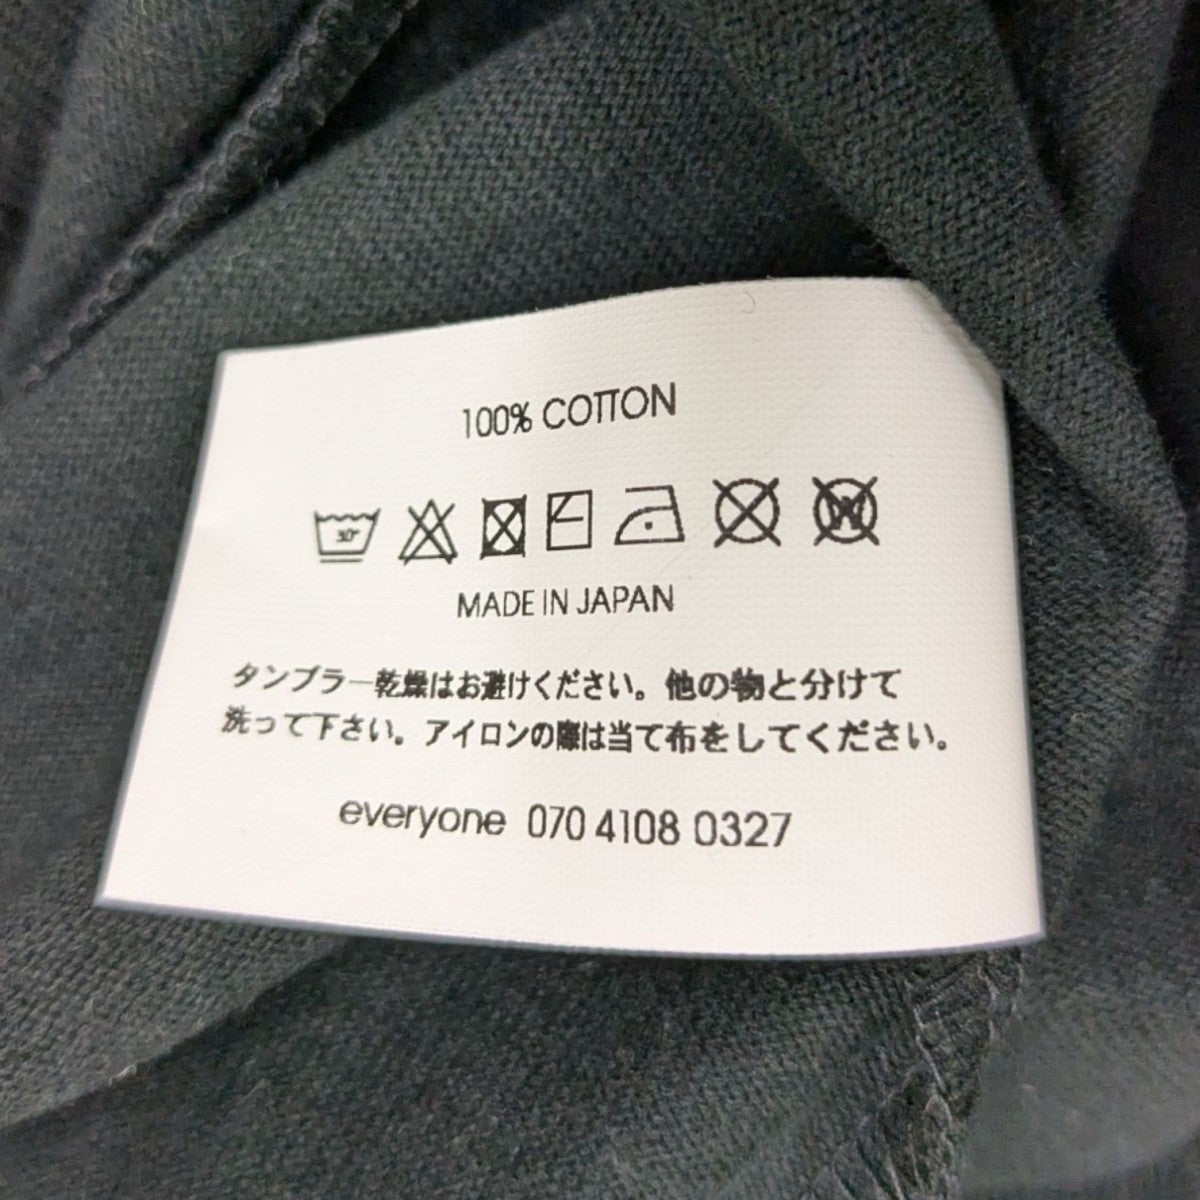 100% COTTON
30°
W
MADE IN JAPAN
タンブラー乾燥はお避けください。他の物と分けて
洗って下さい。アイロンの際は当て布をしてください。
everyone 070 4108 0327